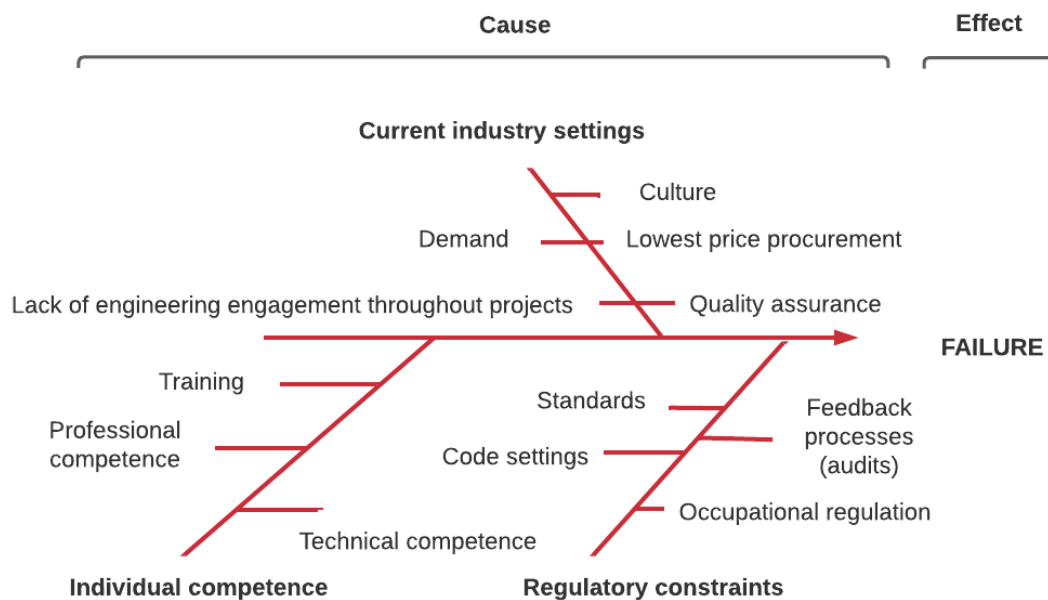 Cause
Effect
Current industry settings
Culture
Demand
Lowest price procurement
Lack of engineering engagement throughout projects
Quality assurance
FAILURE
Training
Standards
Feedback
processes
(audits)
Professional
competence
Code settings
Occupational regulation
Technical competence
Individual competence
Regulatory constraints